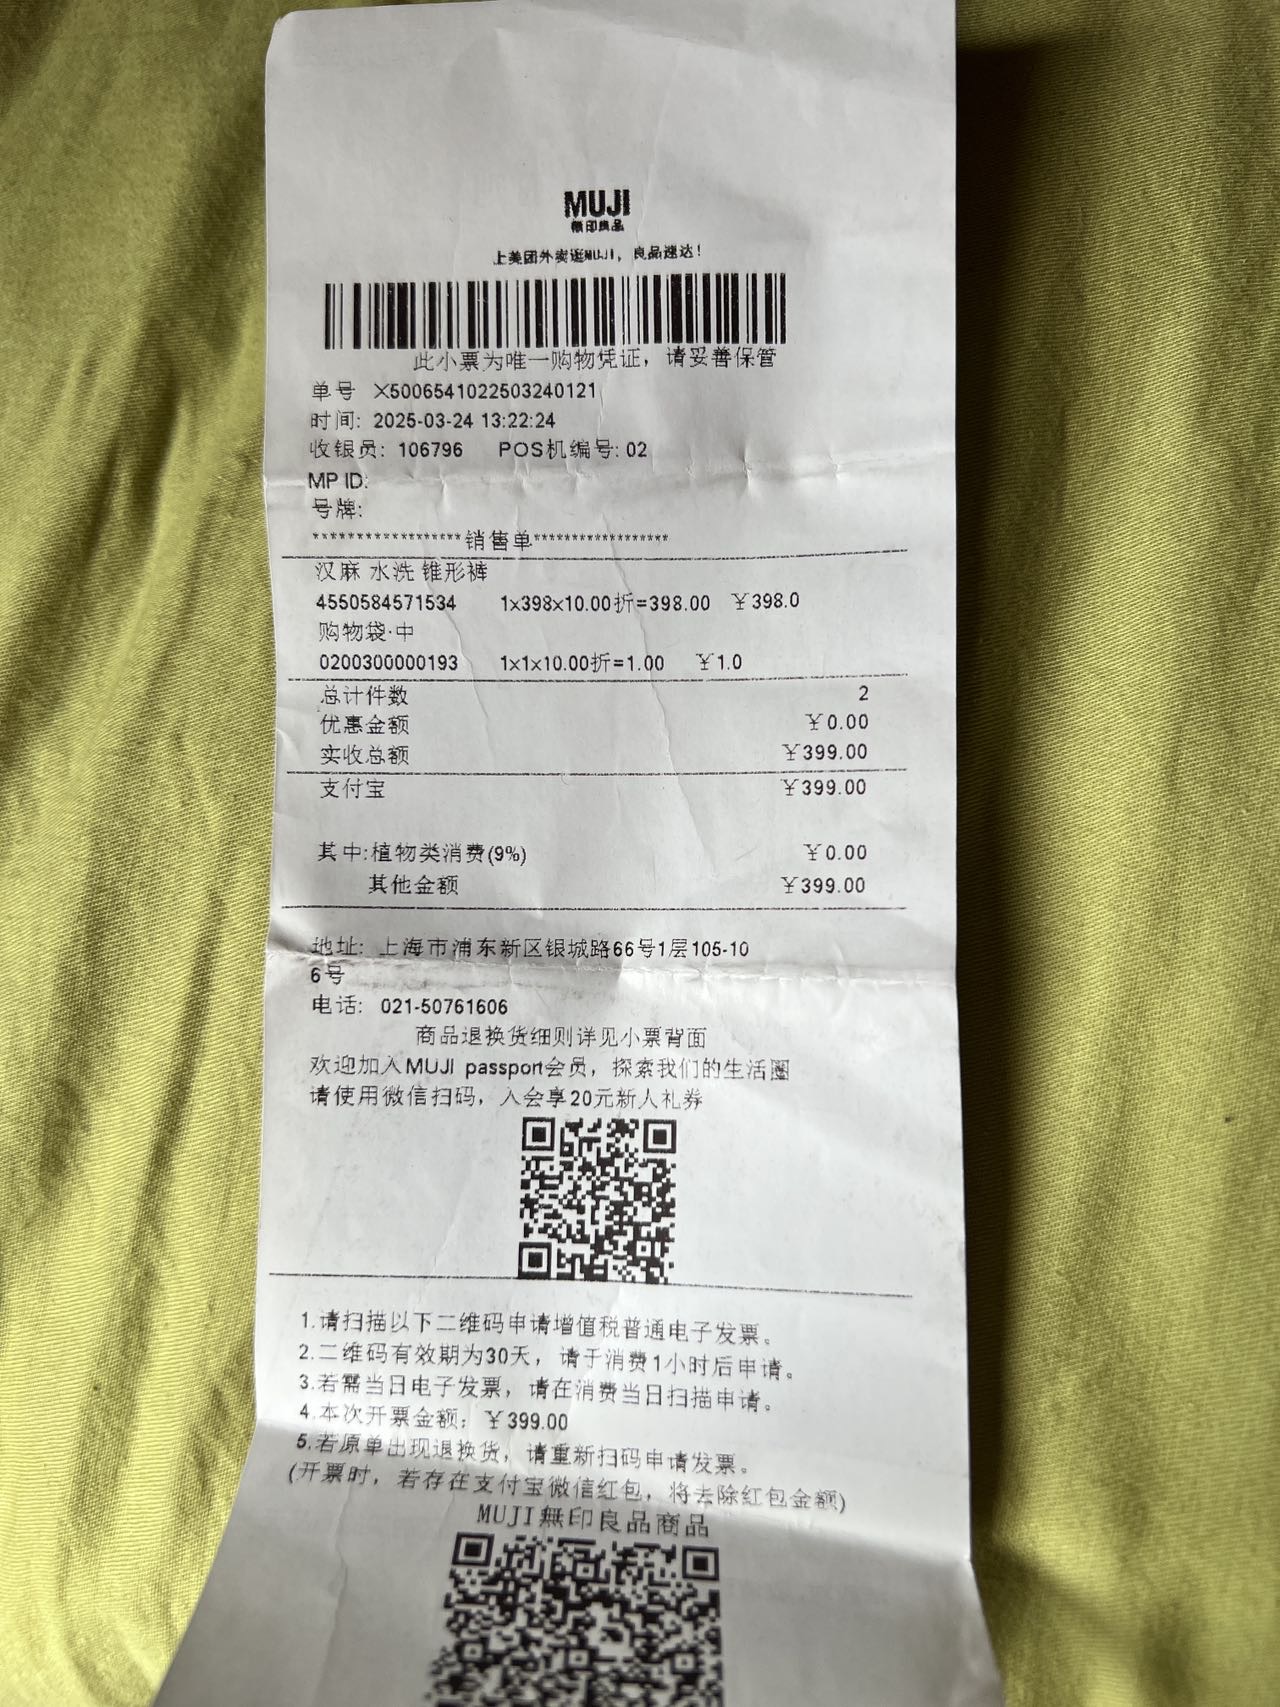 MUJI
無印良品
上美团外卖逛MUJI，良品速达！
此小票为唯一购物凭证，请妥善保管
单号 X5006541022503240121
时间: 2025-03-24 13:22:24
收银员: 106796 POS机编号: 02
MP ID:
号牌:
*****************销售单****************
汉麻 水洗 锥形裤
4550584571534 1x398x10.00折=398.00 ￥398.0
购物袋·中
0200300000193 1x1x10.00折=1.00 ￥1.0
总计件数 2
优惠金额 ￥0.00
实收总额 ￥399.00
支付宝 ￥399.00
其中:植物类消费(9%) ￥0.00
其他金额 ￥399.00
地址: 上海市浦东新区银城路66号1层105-10
6号
电话: 021-50761606
商品退换货细则详见小票背面
欢迎加入MUJI passport会员，探索我们的生活圈
请使用微信扫码，入会享20元新人礼券
1.请扫描以下二维码申请增值税普通电子发票。
2.二维码有效期为30天，请于消费1小时后申请。
3.若需当日电子发票，请在消费当日扫描申请。
4.本次开票金额：￥399.00
5.若原单出现退换货，请重新扫码申请发票。
(开票时，若存在支付宝微信红包，将去除红包金额)
MUJI無印良品商品